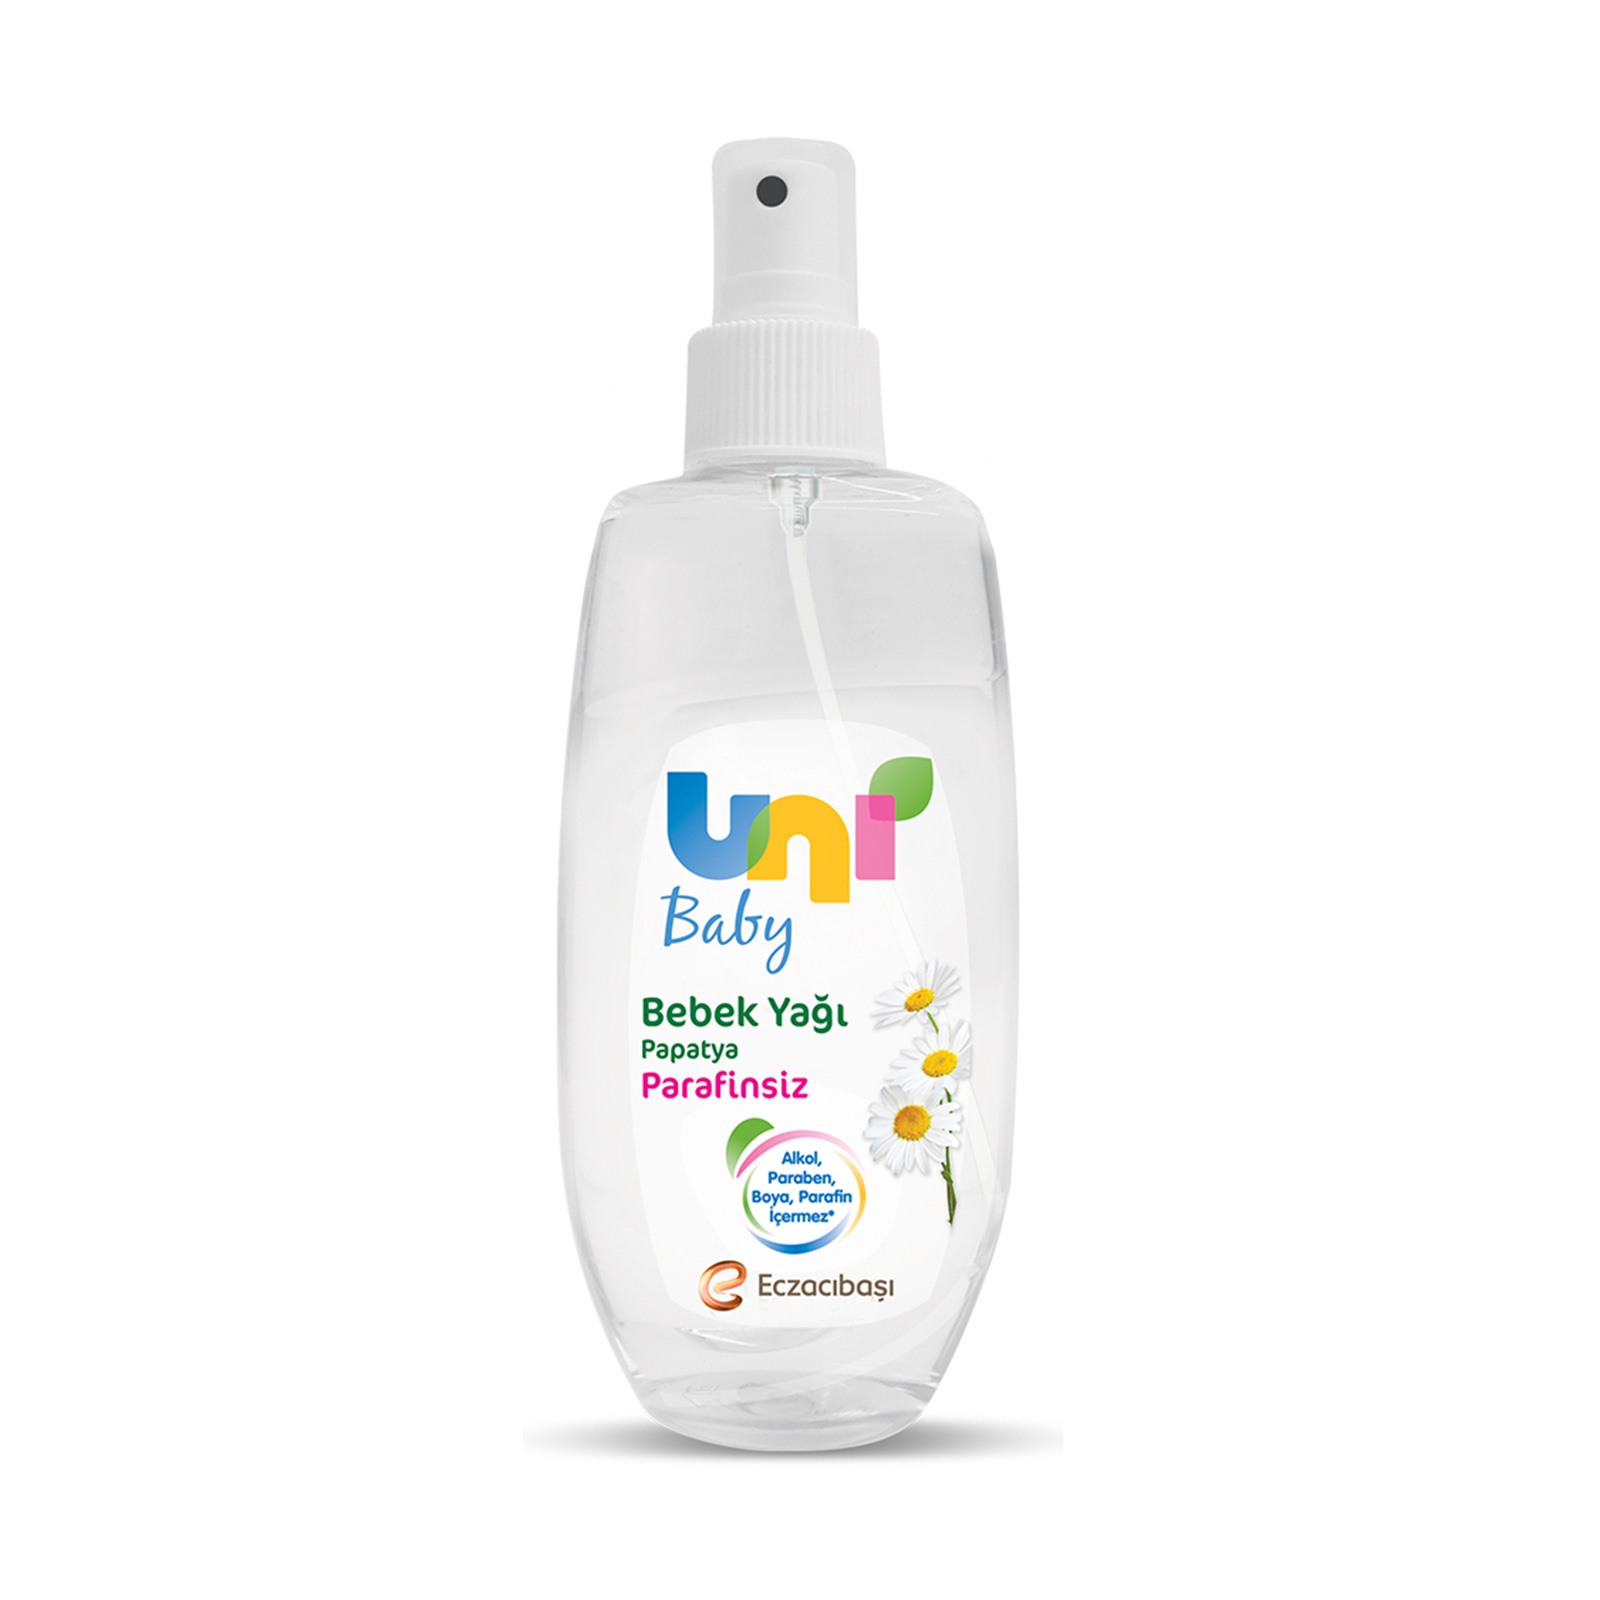 uni
Baby
Bebek Yağı
Papatya
Parafinsiz
Alkol,
Paraben,
Boya, Parafin
İçermez*
Eczacıbaşı